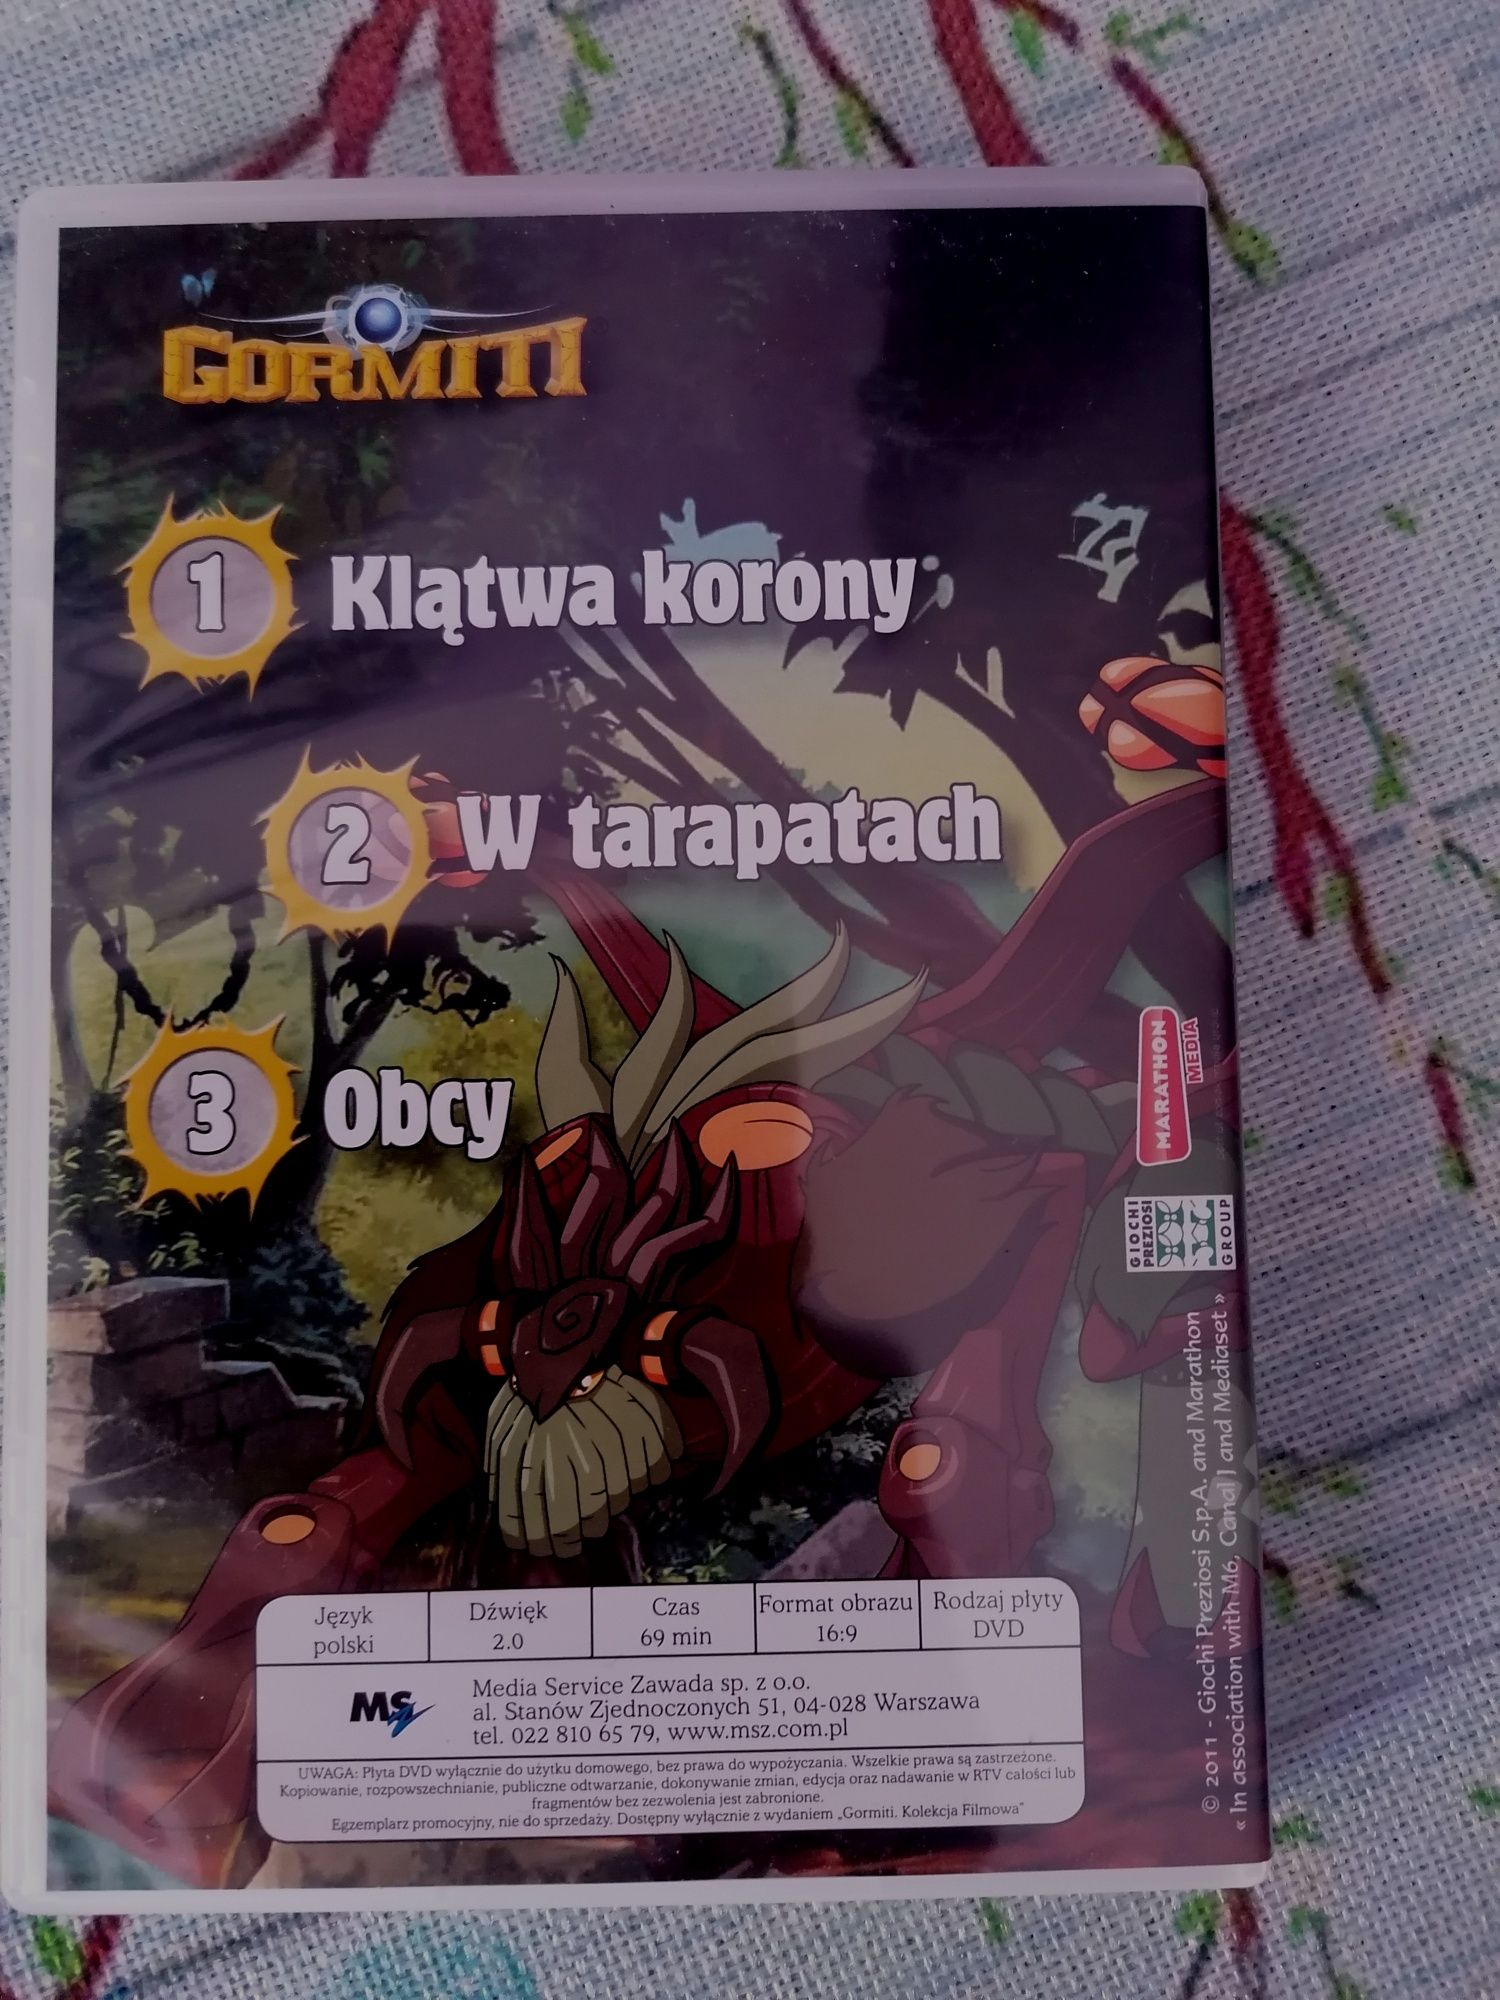 GORMITI
1 Klątwa korony
2 W tarapatach
3 Obcy
MARATHON
MEDIA
GIOCHI
PREZIOSI
GROUP
© 2011 - Giochi Preziosi S.p.A. and Marathon
« In association with M6, Canal J and Mediaset »
Język
polski
Dźwięk
2.0
Czas
69 min
Format obrazu
16:9
Rodzaj płyty
DVD
MS
Media Service Zawada sp. z o.o.
al. Stanów Zjednoczonych 51, 04-028 Warszawa
tel. 022 810 65 79, www.msz.com.pl
UWAGA: Płyta DVD wyłącznie do użytku domowego, bez prawa do wypożyczania. Wszelkie prawa są zastrzeżone.
Kopiowanie, rozpowszechnianie, publiczne odtwarzanie, dokonywanie zmian, edycja oraz nadawanie w RTV całości lub
fragmentów bez zezwolenia jest zabronione.
Egzemplarz promocyjny, nie do sprzedaży. Dostępny wyłącznie z wydaniem „Gormiti. Kolekcja Filmowa"